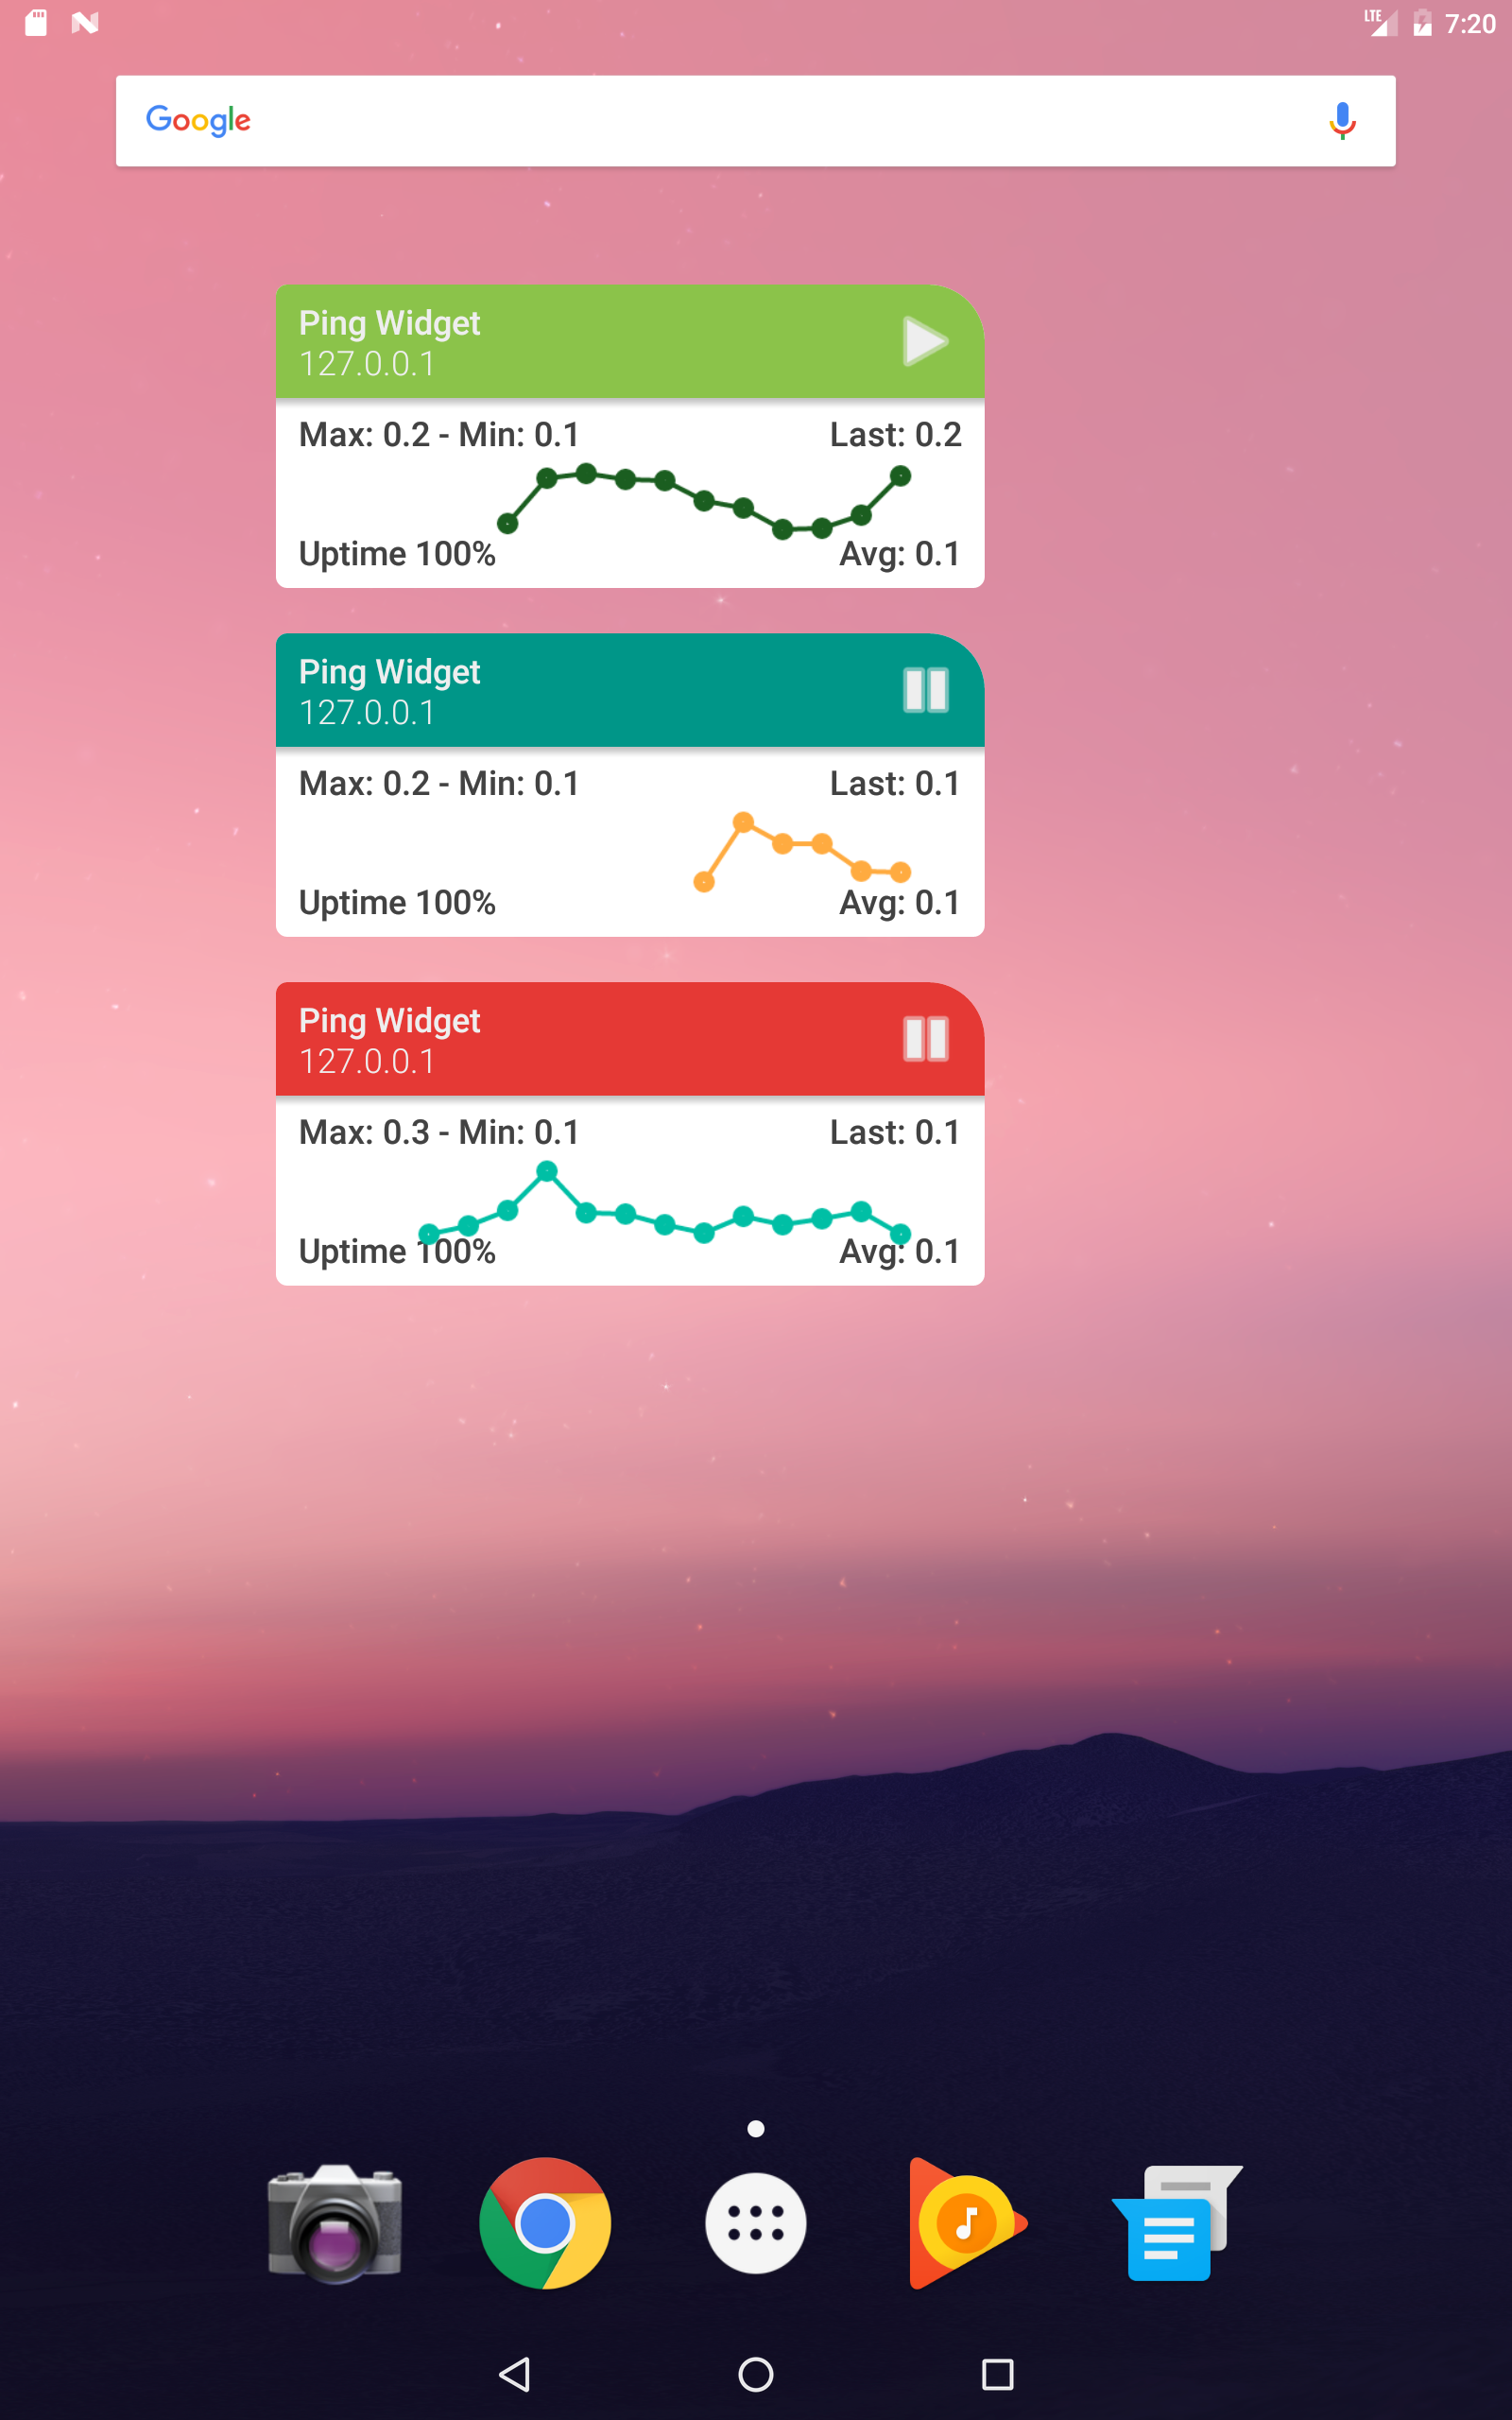 LTE 7:20
Google
Ping Widget
127.0.0.1
Max: 0.2 - Min: 0.1 Last: 0.2
Uptime 100% Avg: 0.1
Ping Widget
127.0.0.1
Max: 0.2 - Min: 0.1 Last: 0.1
Uptime 100% Avg: 0.1
Ping Widget
127.0.0.1
Max: 0.3 - Min: 0.1 Last: 0.1
Uptime 100% Avg: 0.1